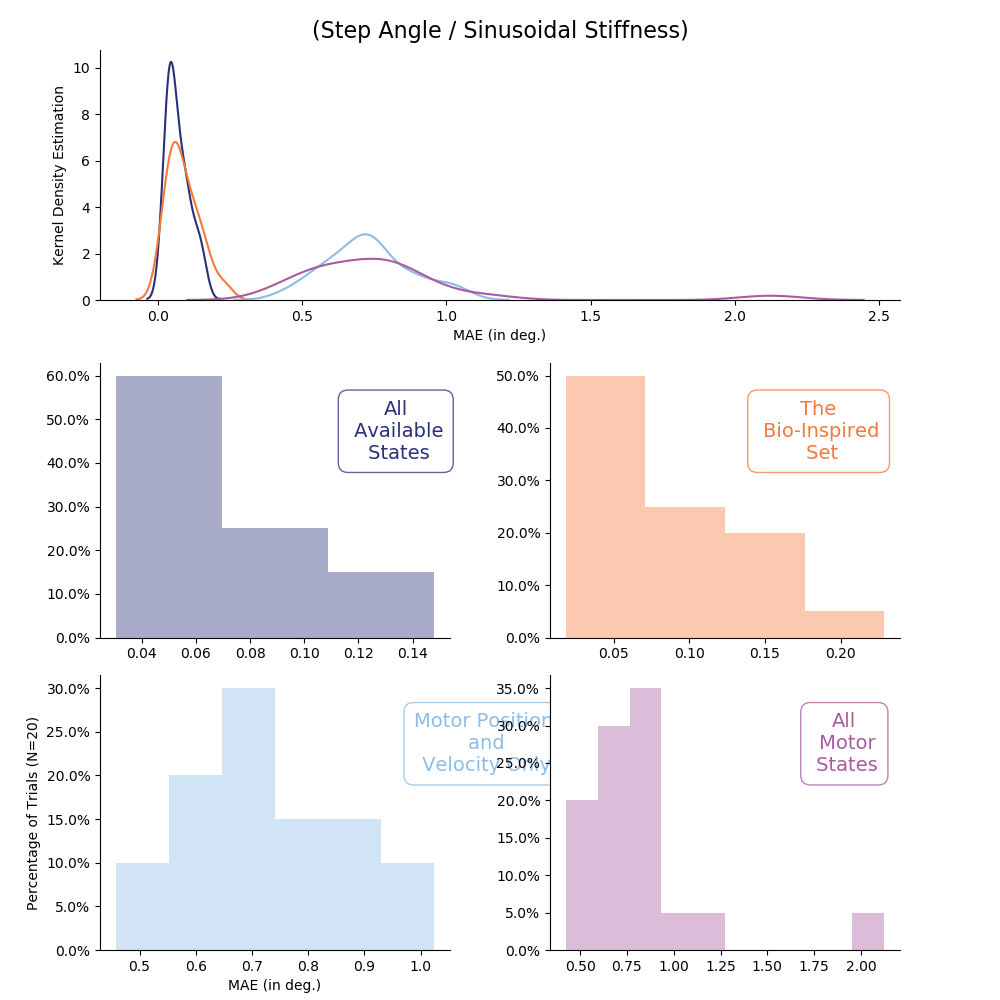 (Step Angle / Sinusoidal Stiffness)
Kernel Density Estimation
10
8
6
4
2
0
0.0 0.5 1.0 1.5 2.0 2.5
MAE (in deg.)
60.0%
50.0%
40.0%
30.0%
20.0%
10.0%
0.0%
0.04 0.06 0.08 0.10 0.12 0.14
All
Available
States
50.0%
40.0%
30.0%
20.0%
10.0%
0.0%
0.05 0.10 0.15 0.20
The
Bio-Inspired
Set
Percentage of Trials (N=20)
30.0%
25.0%
20.0%
15.0%
10.0%
5.0%
0.0%
0.5 0.6 0.7 0.8 0.9 1.0
MAE (in deg.)
Motor Position
and
Velocity Only
35.0%
30.0%
25.0%
20.0%
15.0%
10.0%
5.0%
0.0%
0.50 0.75 1.00 1.25 1.50 1.75 2.00
All
Motor
States